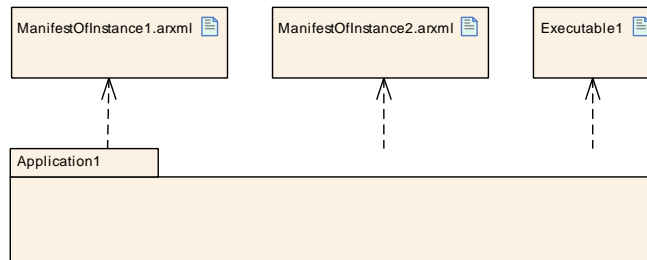 ManifestOfInstance1.arxml
ManifestOfInstance2.arxml
Executable1
Application1